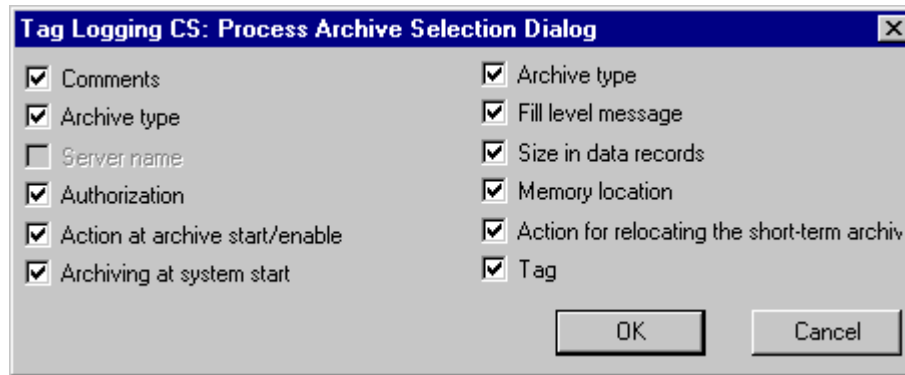 Tag Logging CS: Process Archive Selection Dialog
Comments
Archive type
Server name
Authorization
Action at archive start/enable
Archiving at system start
Archive type
Fill level message
Size in data records
Memory location
Action for relocating the short-term archiv
Tag
OK
Cancel